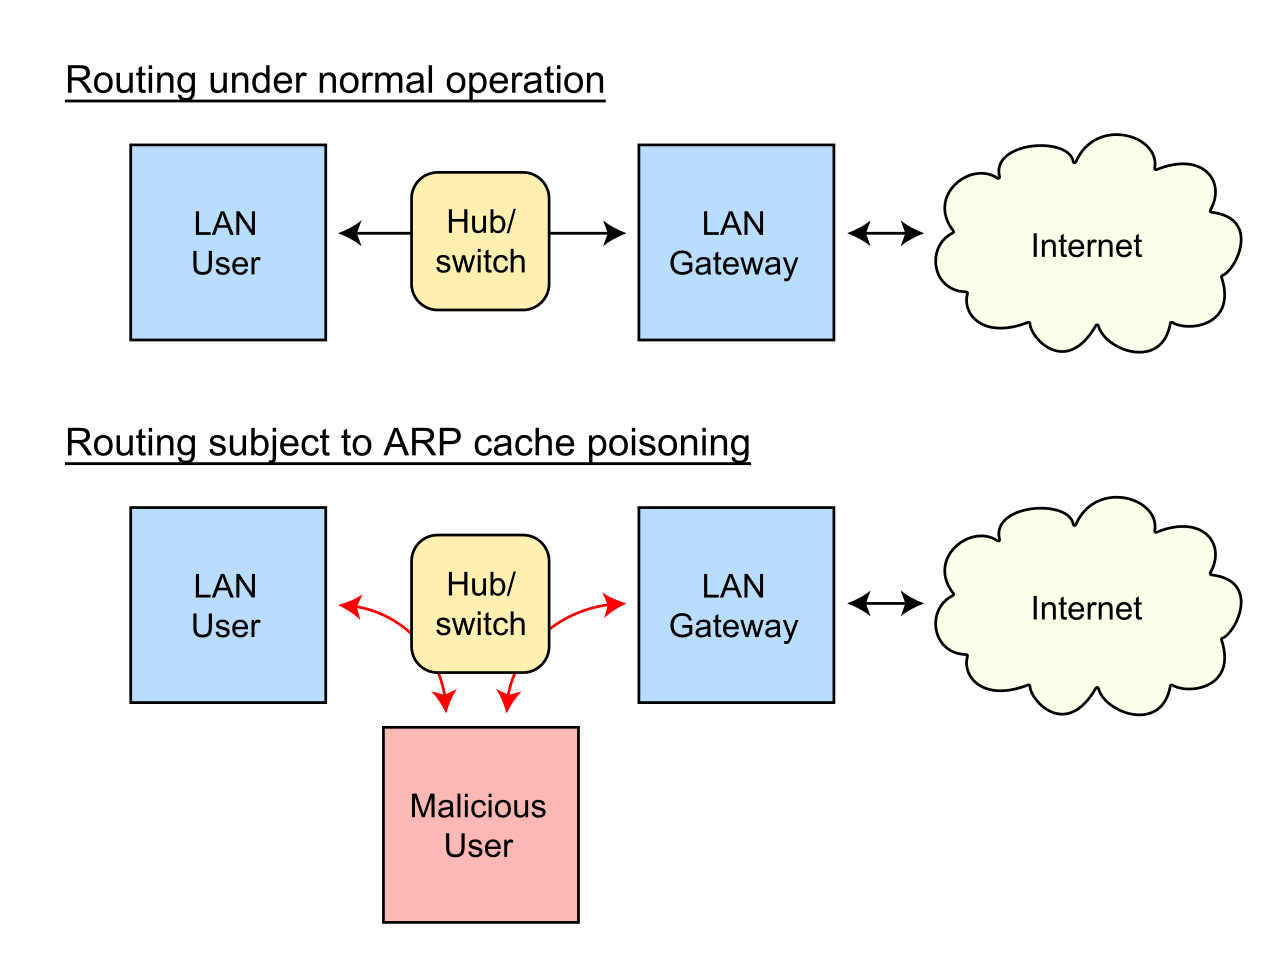 Routing under normal operation
LAN
User
Hub/
switch
LAN
Gateway
Internet
Routing subject to ARP cache poisoning
LAN
User
Hub/
switch
LAN
Gateway
Internet
Malicious
User